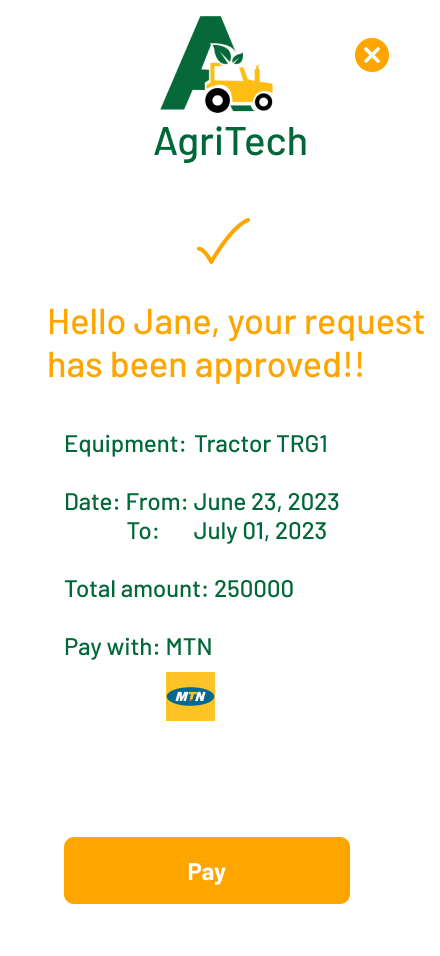 AgriTech
Hello Jane, your request
has been approved!!
Equipment: Tractor TRG1
Date: From: June 23, 2023
To: July 01, 2023
Total amount: 250000
Pay with: MTN
MTN
Pay